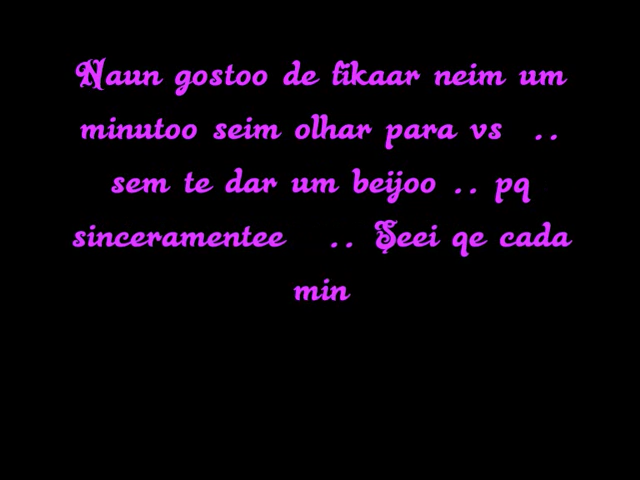 Naun gostoo de fikaar neim um
minutoo seim olhar para vs ..
sem te dar um beijoo .. pq
sinceramentee .. Seei qe cada
min